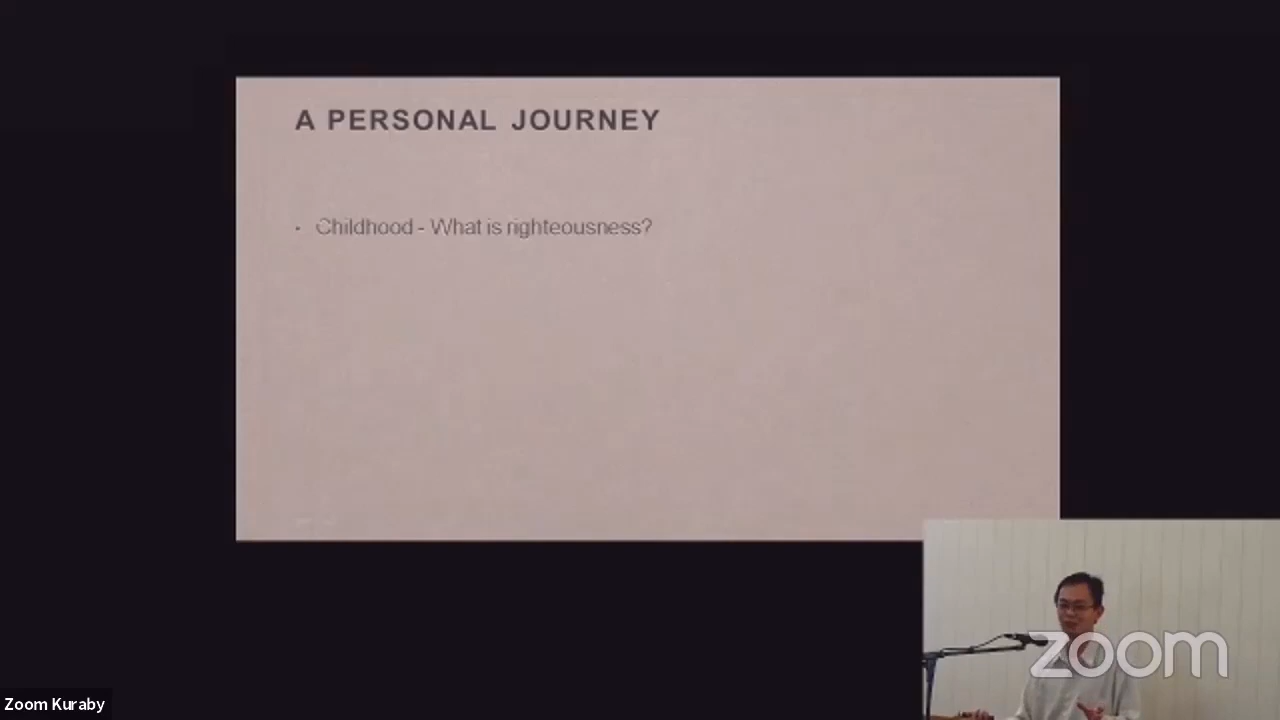 A PERSONAL JOURNEY
• Childhood - What is righteousness?
zoom
Zoom Kuraby